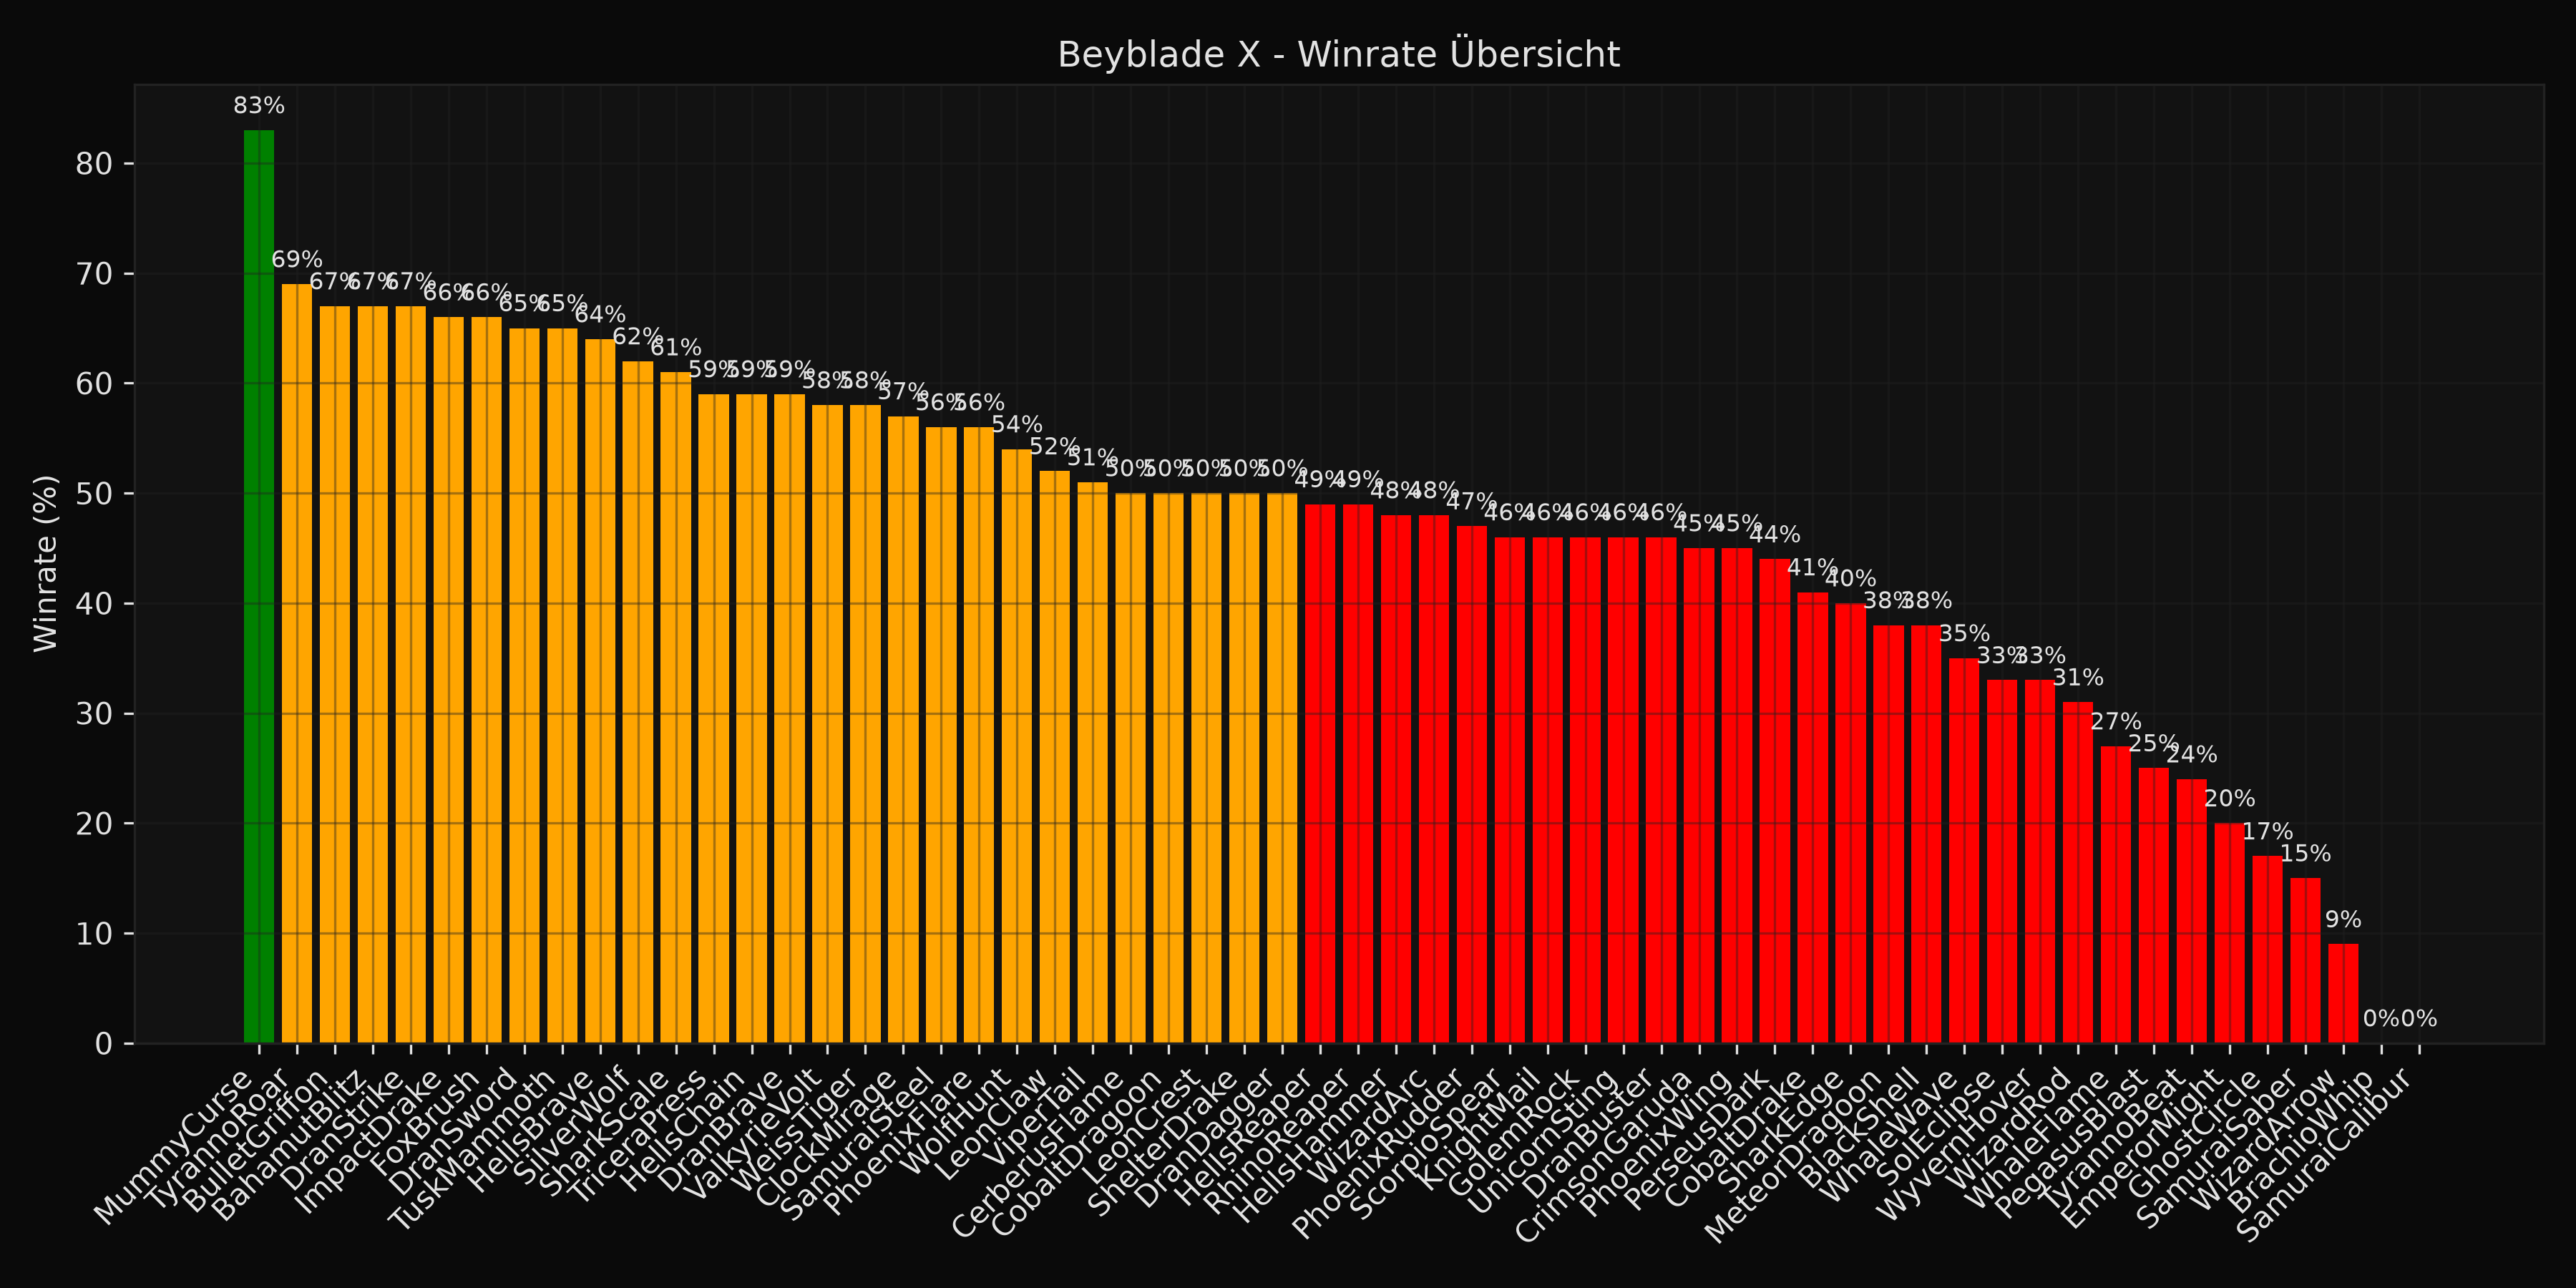 Beyblade X - Winrate Übersicht
Winrate (%)
80
70
60
50
40
30
20
10
0
83%
69%
67%
67%
67%
66%
66%
65%
65%
64%
62%
61%
59%
59%
59%
58%
58%
57%
56%
56%
54%
52%
51%
50%
50%
50%
50%
50%
49%
49%
48%
48%
47%
46%
46%
46%
46%
46%
45%
45%
44%
41%
40%
38%
38%
35%
33%
33%
31%
27%
25%
24%
20%
17%
15%
9%
0%
0%
MummyCurse
TyrannoRoar
BulletGriffon
BahamutBlitz
DranStrike
ImpactDrake
FoxBrush
DranSword
TuskMammoth
HellsBrave
SilverWolf
SharkScale
TriceraPress
HellsChain
DranBrave
ValkyrieVolt
WeissTiger
ClockMirage
SamuraiSteel
PhoenixFlare
WolfHunt
LeonClaw
ViperTail
CerberusFlame
CobaltDragoon
LeonCrest
ShelterDrake
DranDagger
HellsReaper
RhinoReaper
HellsHammer
WizardArc
PhoenixRudder
ScorpioSpear
KnightMail
GolemRock
UnicornSting
DranBuster
CrimsonGaruda
PhoenixWing
PerseusDark
CobaltDrake
SharkEdge
MeteorDragoon
BlackShell
WhaleWave
SolEclipse
WyvernHover
WizardRod
WhaleFlame
PegasusBlast
TyrannoBeat
EmperorMight
GhostCircle
SamuraiSaber
WizardArrow
BrachioWhip
SamuraiCalibur